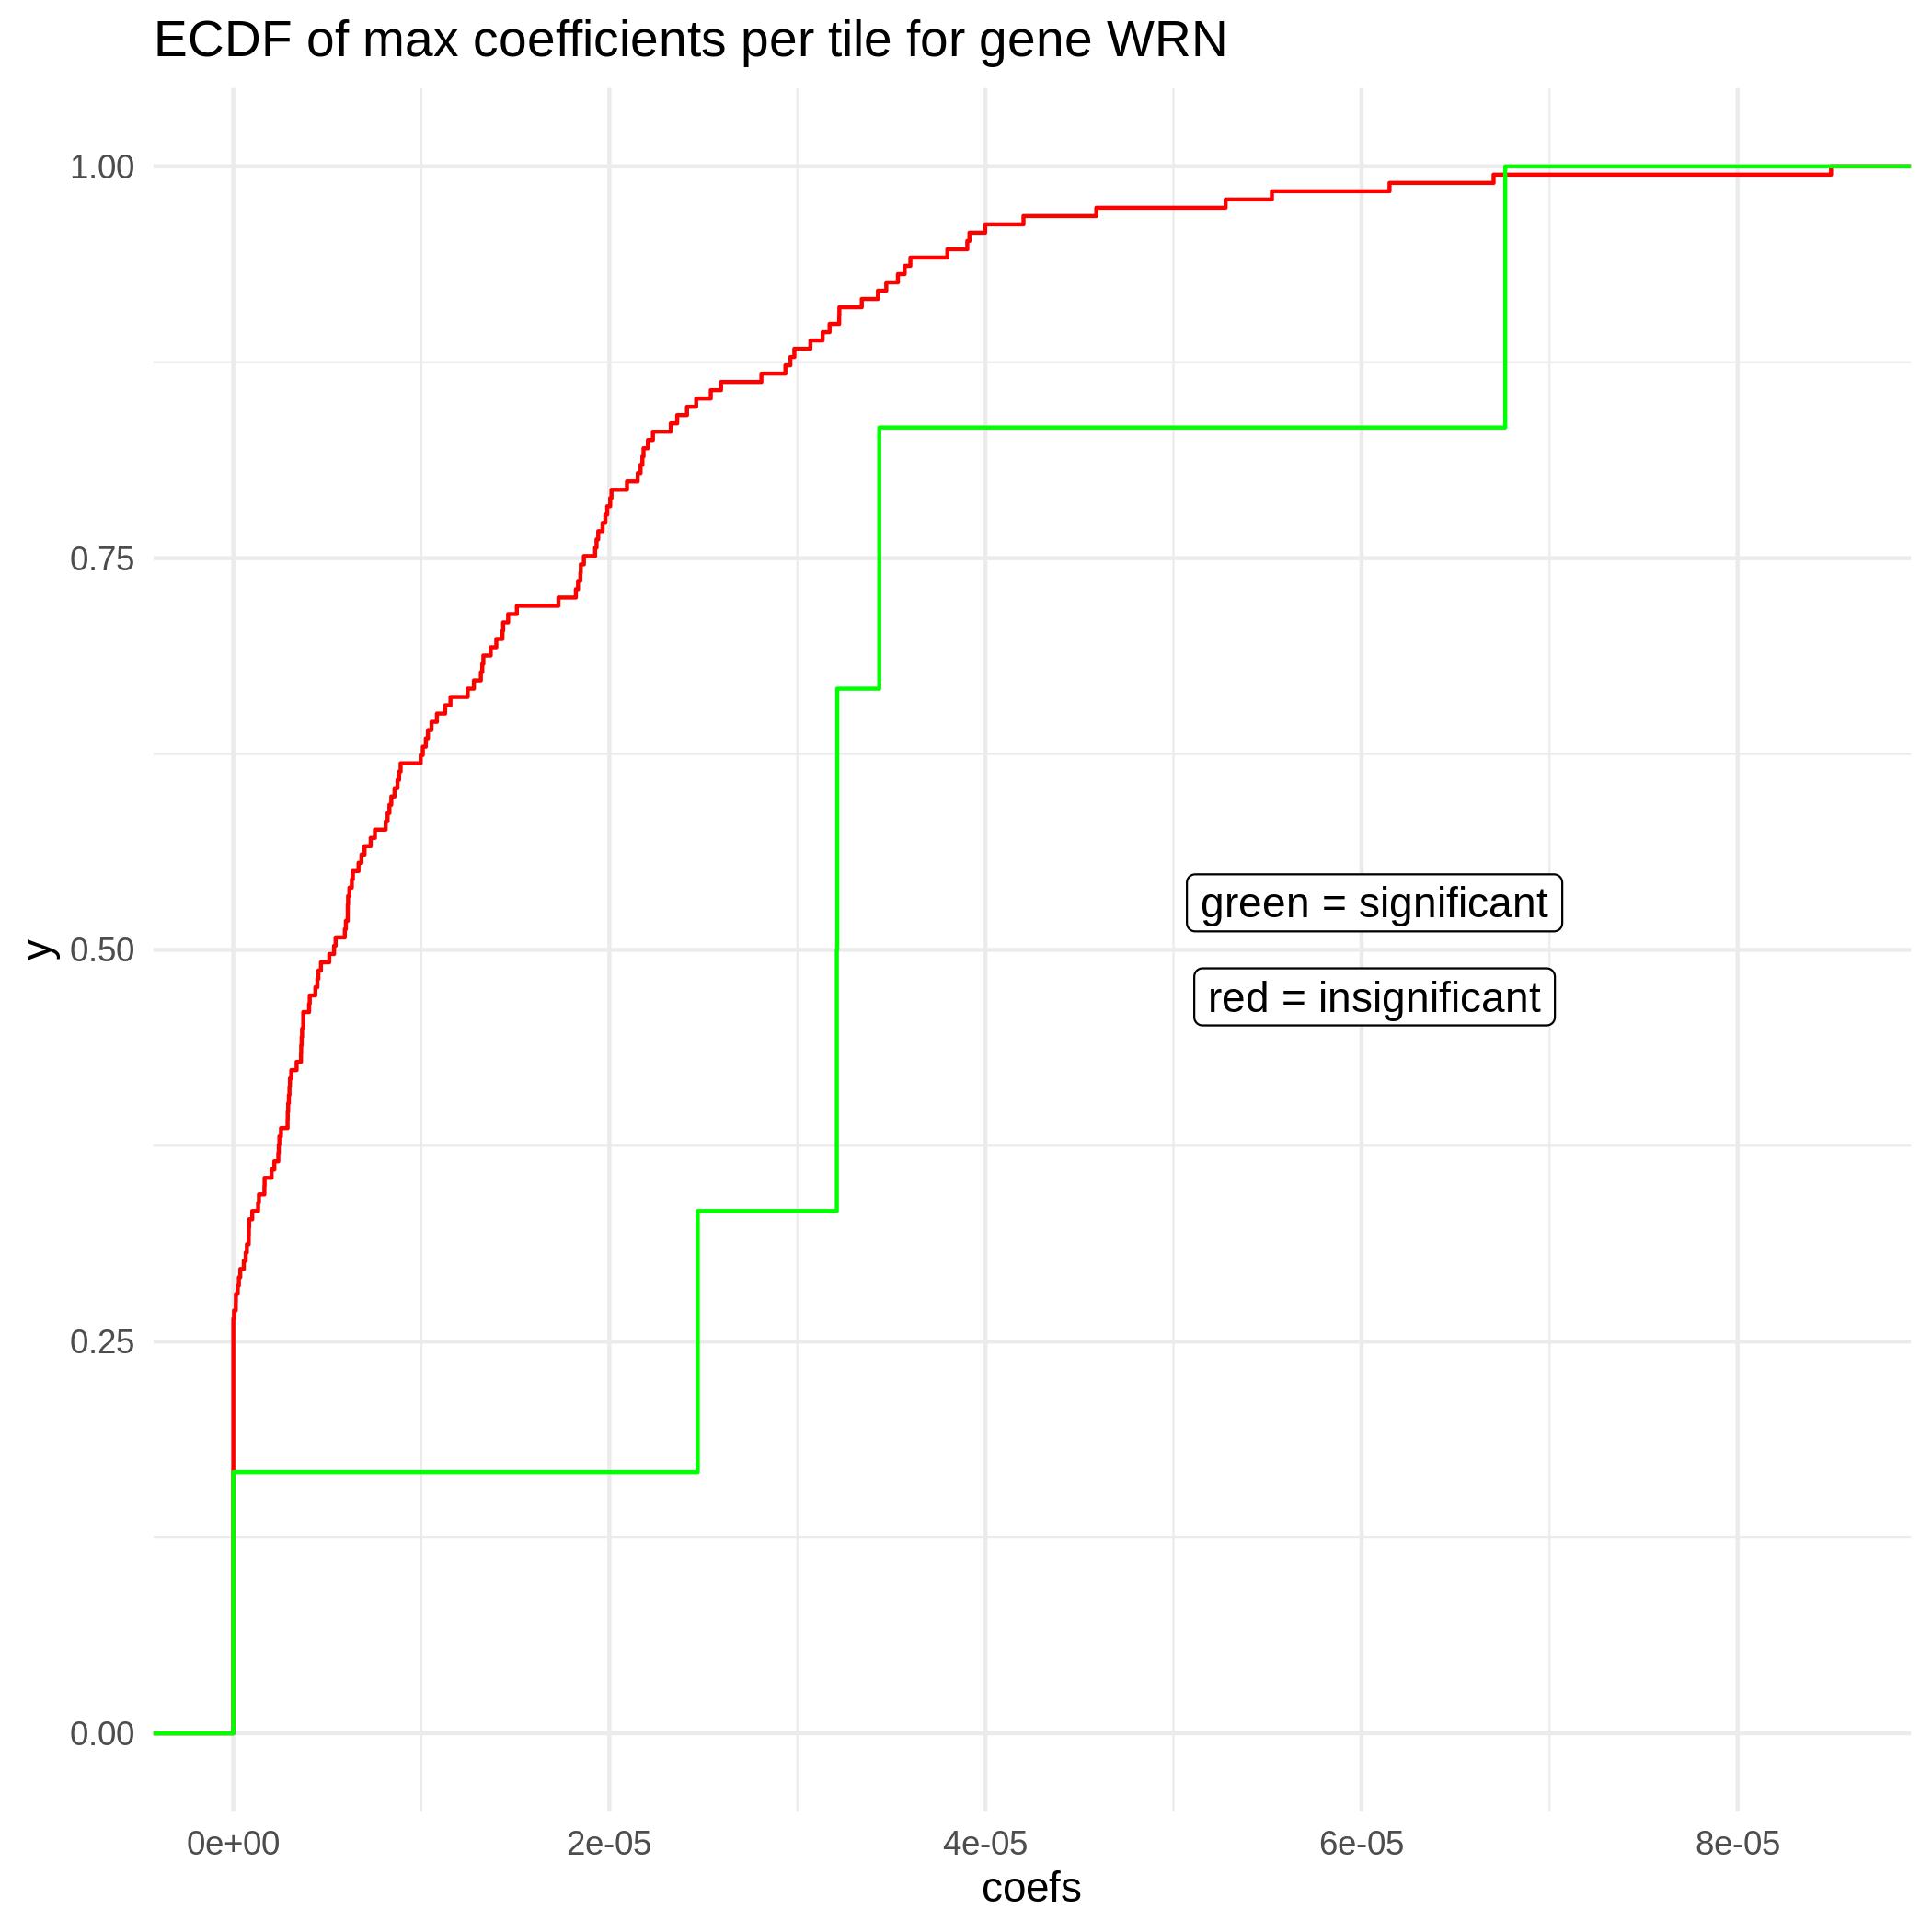 ECDF of max coefficients per tile for gene WRN
y
1.00
0.75
0.50
0.25
0.00
green = significant
red = insignificant
0e+00 2e-05 4e-05 6e-05 8e-05
coefs